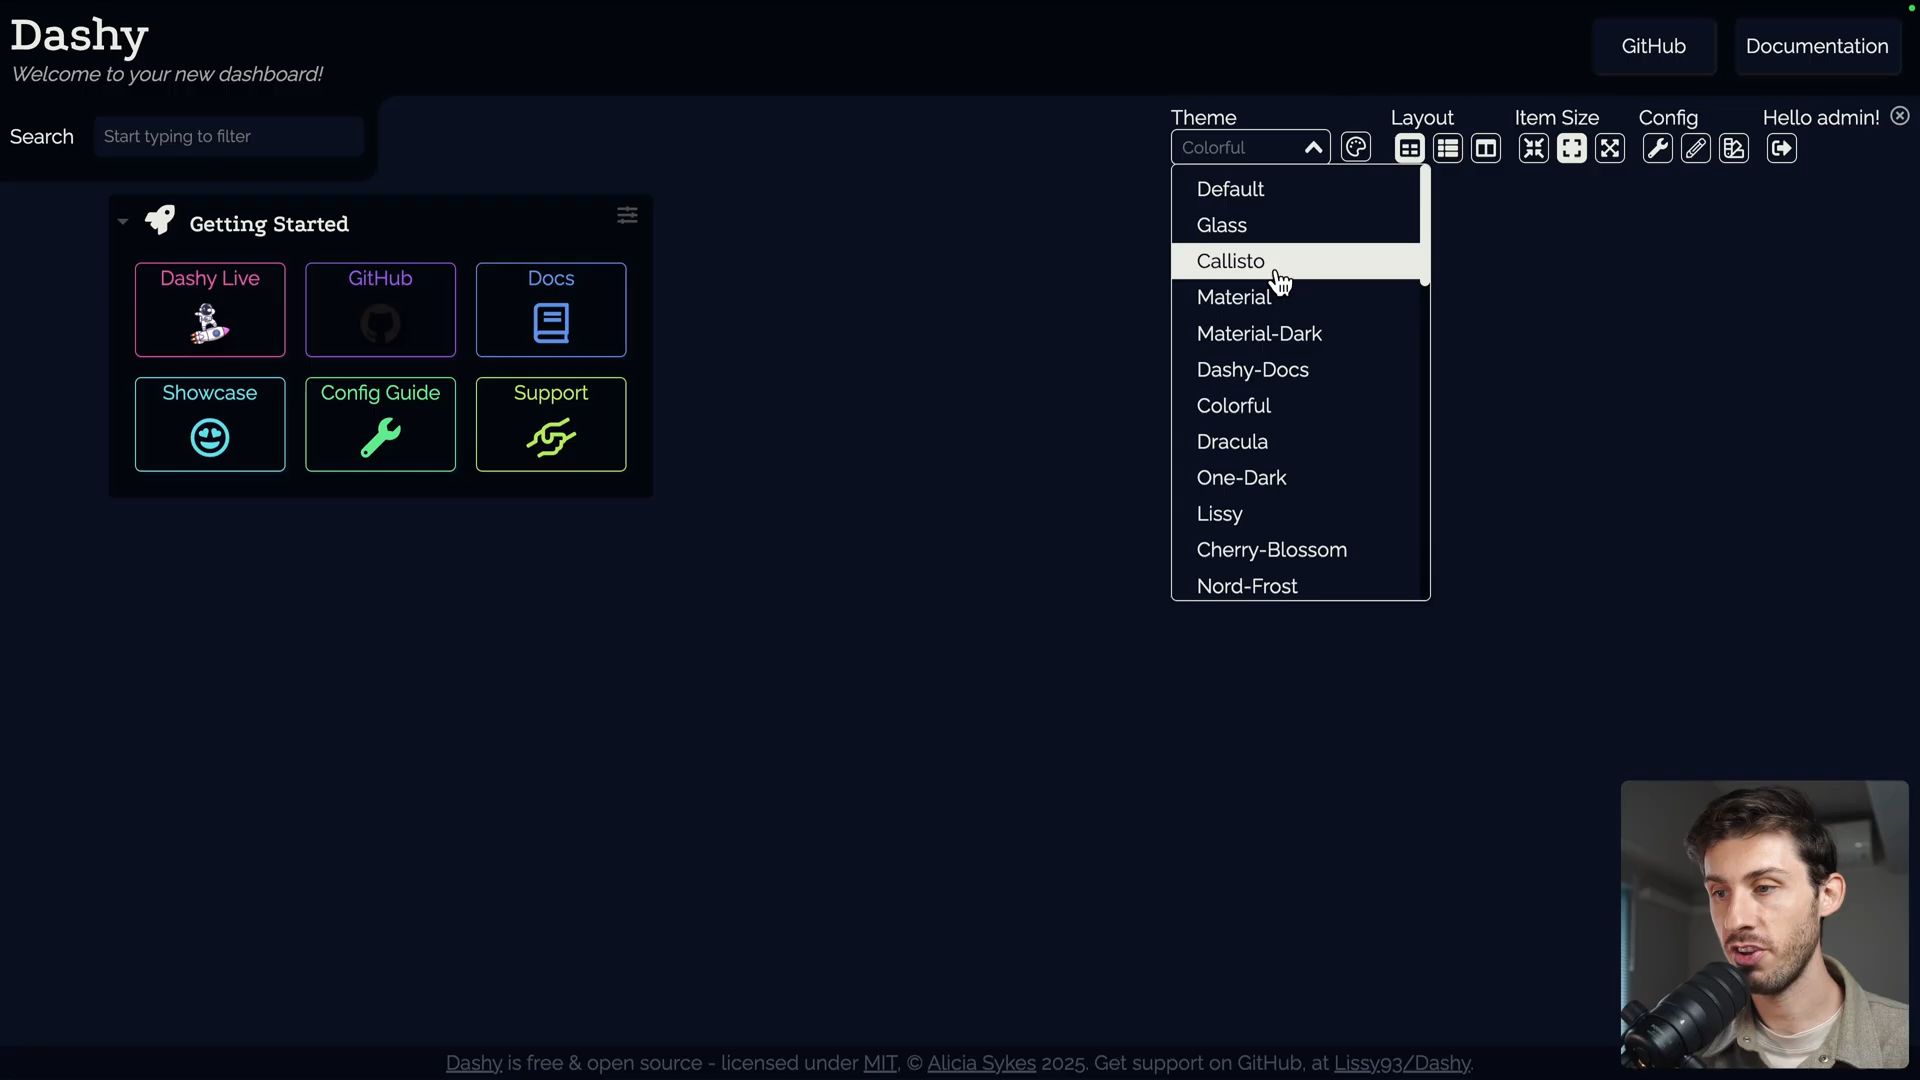 Dashy
Welcome to your new dashboard!
GitHub
Documentation
Search
Start typing to filter
Theme
Layout
Item Size
Config
Hello admin!
Colorful
Default
Glass
Callisto
Material
Material-Dark
Dashy-Docs
Colorful
Dracula
One-Dark
Lissy
Cherry-Blossom
Nord-Frost
Getting Started
Dashy Live
GitHub
Docs
Showcase
Config Guide
Support
Dashy is free & open source - licensed under MIT, © Alicia Sykes 2025. Get support on GitHub, at Lissy93/Dashy.